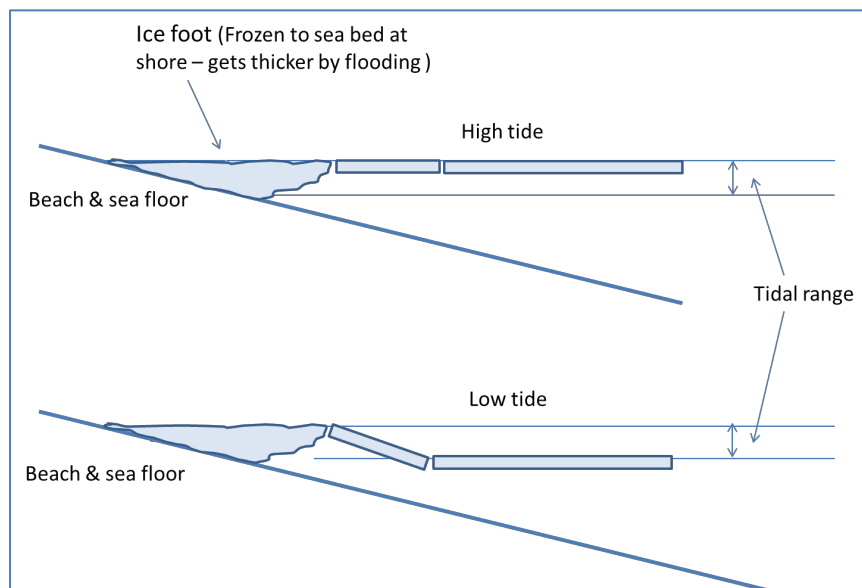 Ice foot (Frozen to sea bed at
shore – gets thicker by flooding )
High tide
Beach & sea floor
Tidal range
Low tide
Beach & sea floor